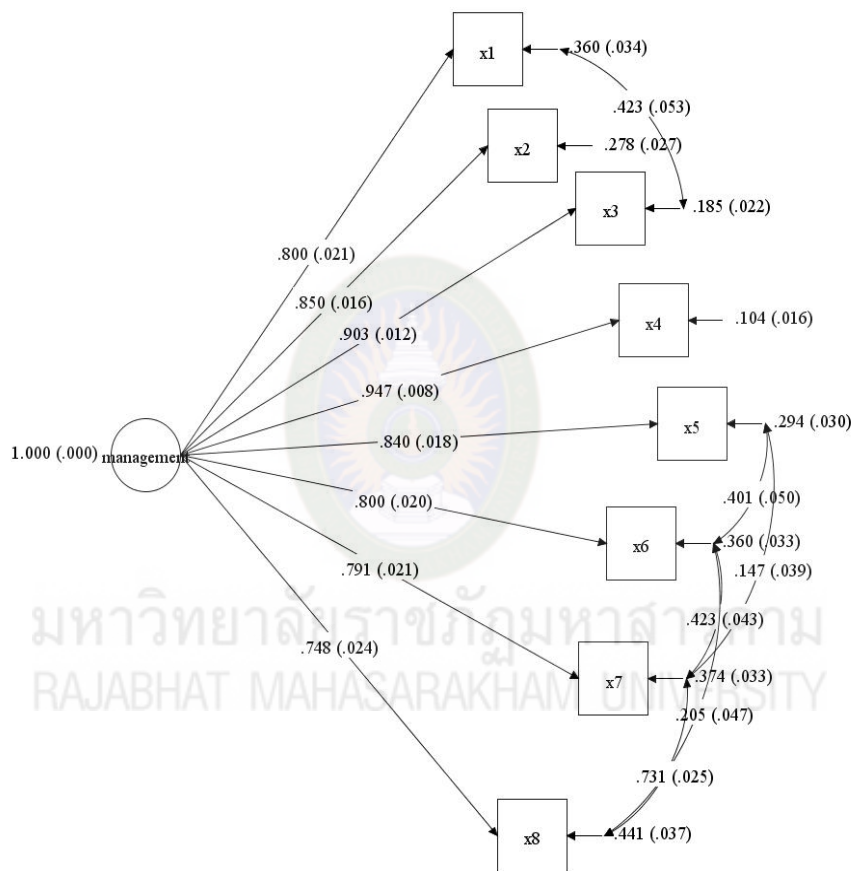 x1
.360 (.034)
.423 (.053)
x2
.278 (.027)
x3
.185 (.022)
.800 (.021)
.850 (.016)
.903 (.012)
x4
.104 (.016)
.947 (.008)
x5
.294 (.030)
.840 (.018)
1.000 (.000)
management
.401 (.050)
.800 (.020)
x6
.360 (.033)
.147 (.039)
.791 (.021)
.423 (.043)
มหาวิทยาลัยราชภัฏมหาสารคาม
.748 (.024)
x7
.374 (.033)
RAJABHAT MAHASARAKHAM UNIVERSITY
.205 (.047)
.731 (.025)
x8
.441 (.037)